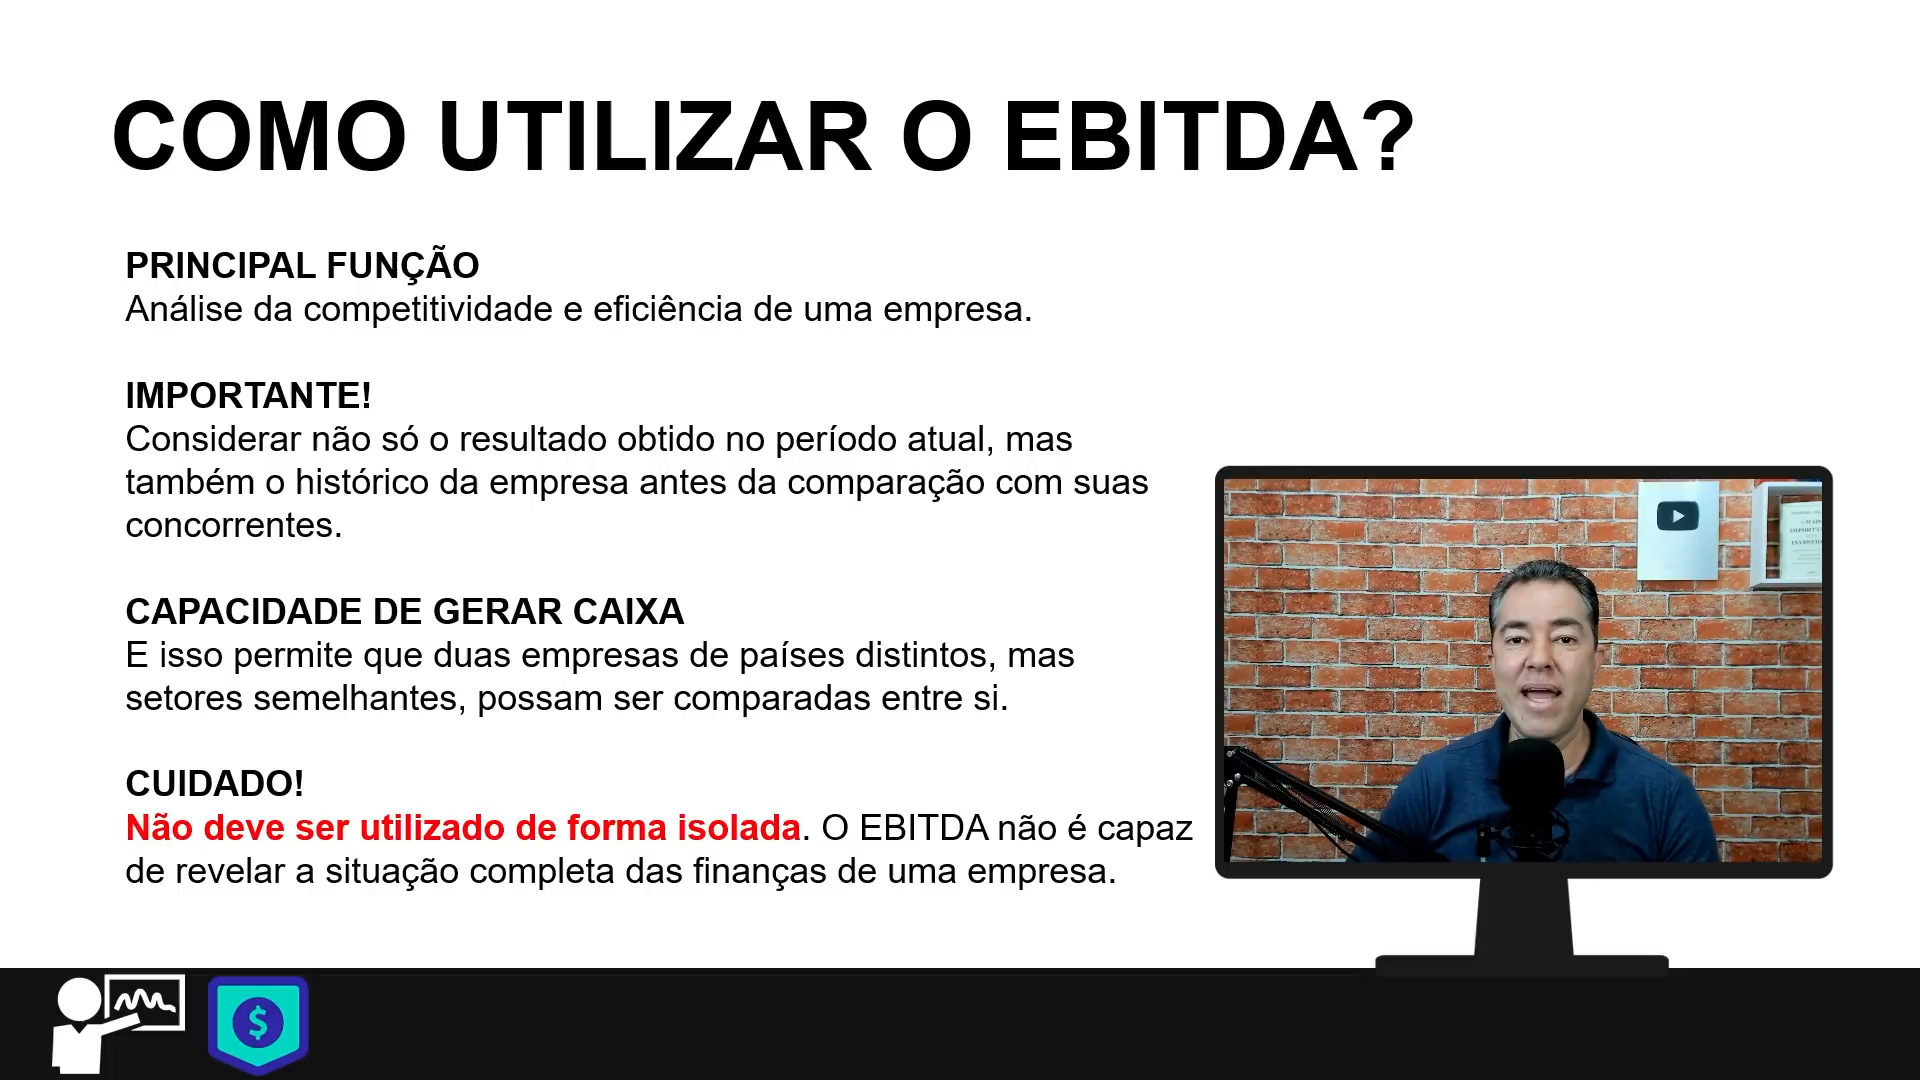 COMO UTILIZAR O EBITDA?
PRINCIPAL FUNÇÃO
Análise da competitividade e eficiência de uma empresa.
IMPORTANTE!
Considerar não só o resultado obtido no período atual, mas
também o histórico da empresa antes da comparação com suas
concorrentes.
CAPACIDADE DE GERAR CAIXA
E isso permite que duas empresas de países distintos, mas
setores semelhantes, possam ser comparadas entre si.
CUIDADO!
Não deve ser utilizado de forma isolada. O EBITDA não é capaz
de revelar a situação completa das finanças de uma empresa.
$